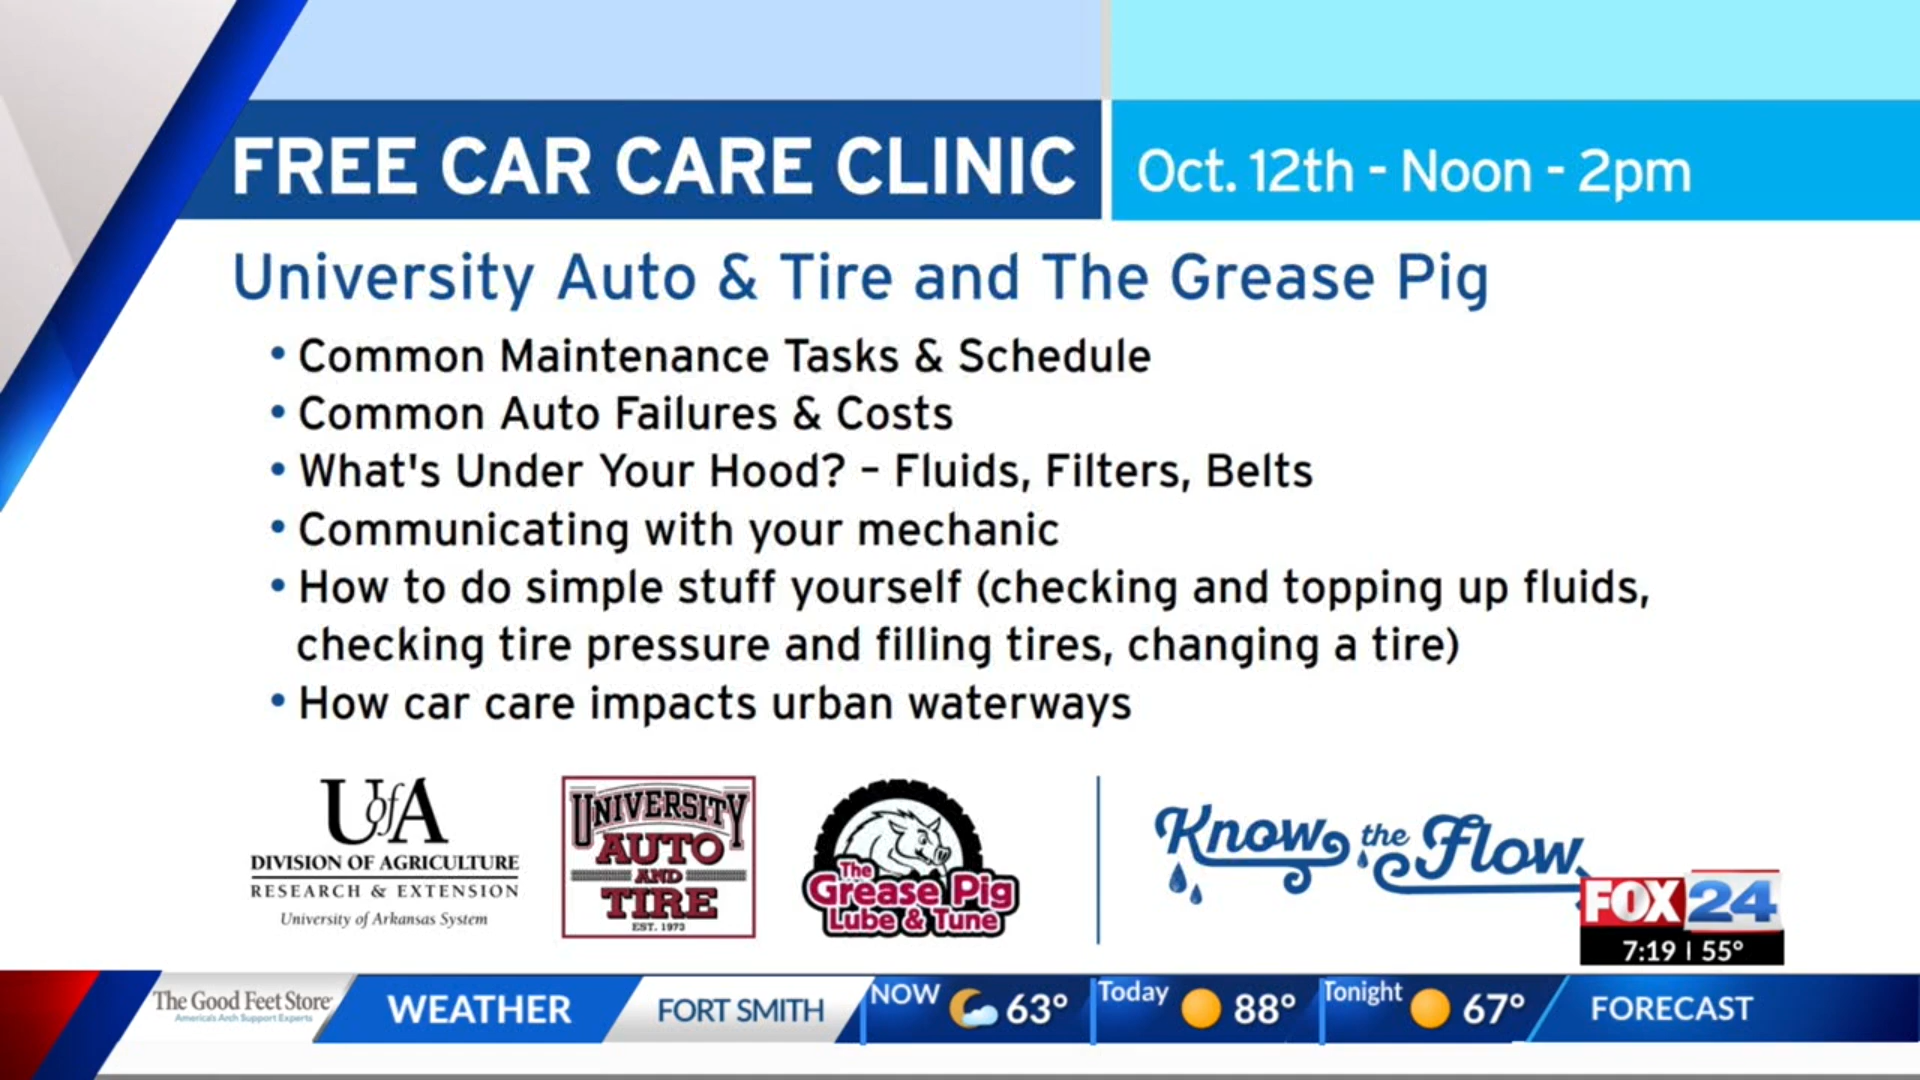 FREE CAR CARE CLINIC
Oct. 12th - Noon - 2pm
University Auto & Tire and The Grease Pig
• Common Maintenance Tasks & Schedule
• Common Auto Failures & Costs
• What's Under Your Hood? – Fluids, Filters, Belts
• Communicating with your mechanic
• How to do simple stuff yourself (checking and topping up fluids,
checking tire pressure and filling tires, changing a tire)
• How car care impacts urban waterways
UofA
DIVISION OF AGRICULTURE
RESEARCH & EXTENSION
University of Arkansas System
UNIVERSITY
AUTO
AND
TIRE
EST. 1973
The
Grease Pig
Lube & Tune
Know the Flow
FOX 24
7:19 | 55°
The Good Feet Store
America's Arch Support Experts
WEATHER
FORT SMITH
NOW 63°
Today 88°
Tonight 67°
FORECAST